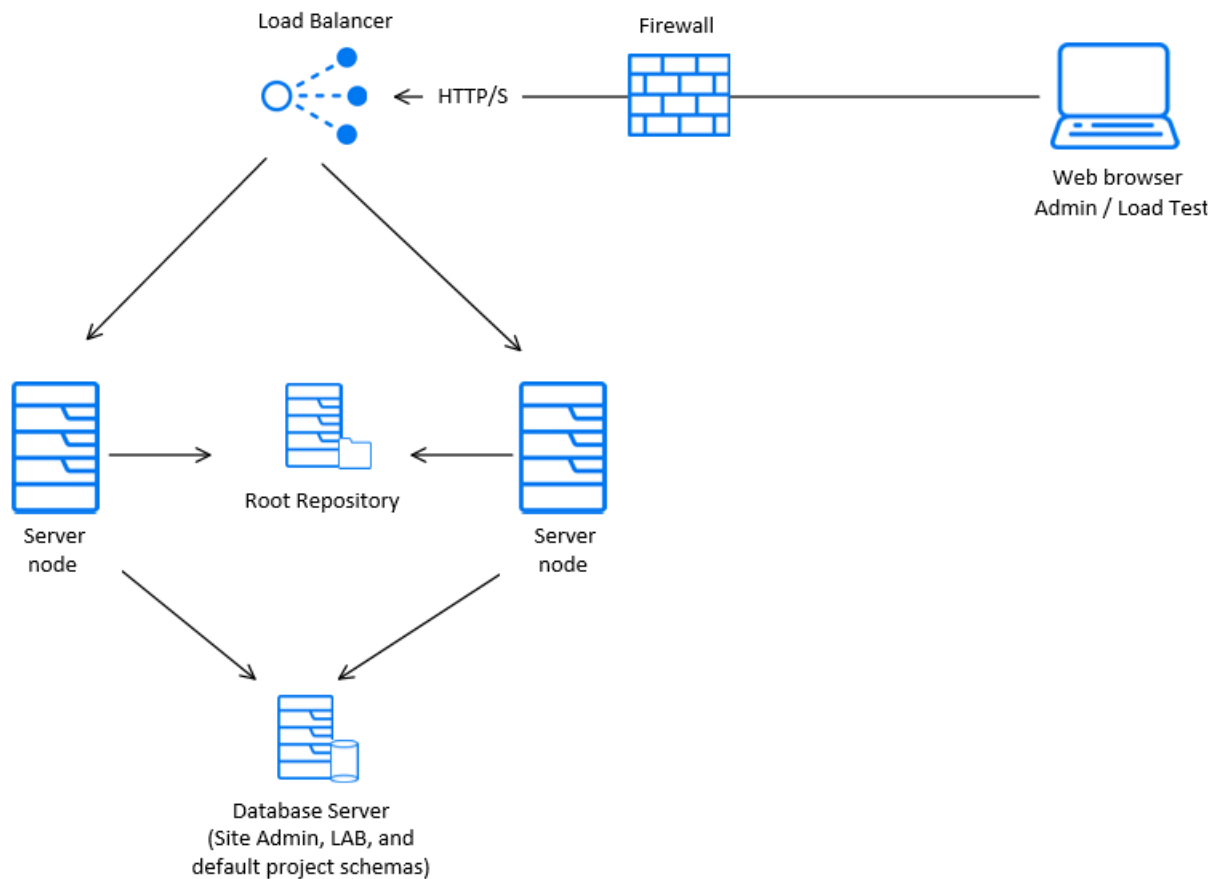 Load Balancer
Firewall
HTTP/S
Web browser
Admin / Load Test
Root Repository
Server
node
Server
node
Database Server
(Site Admin, LAB, and
default project schemas)